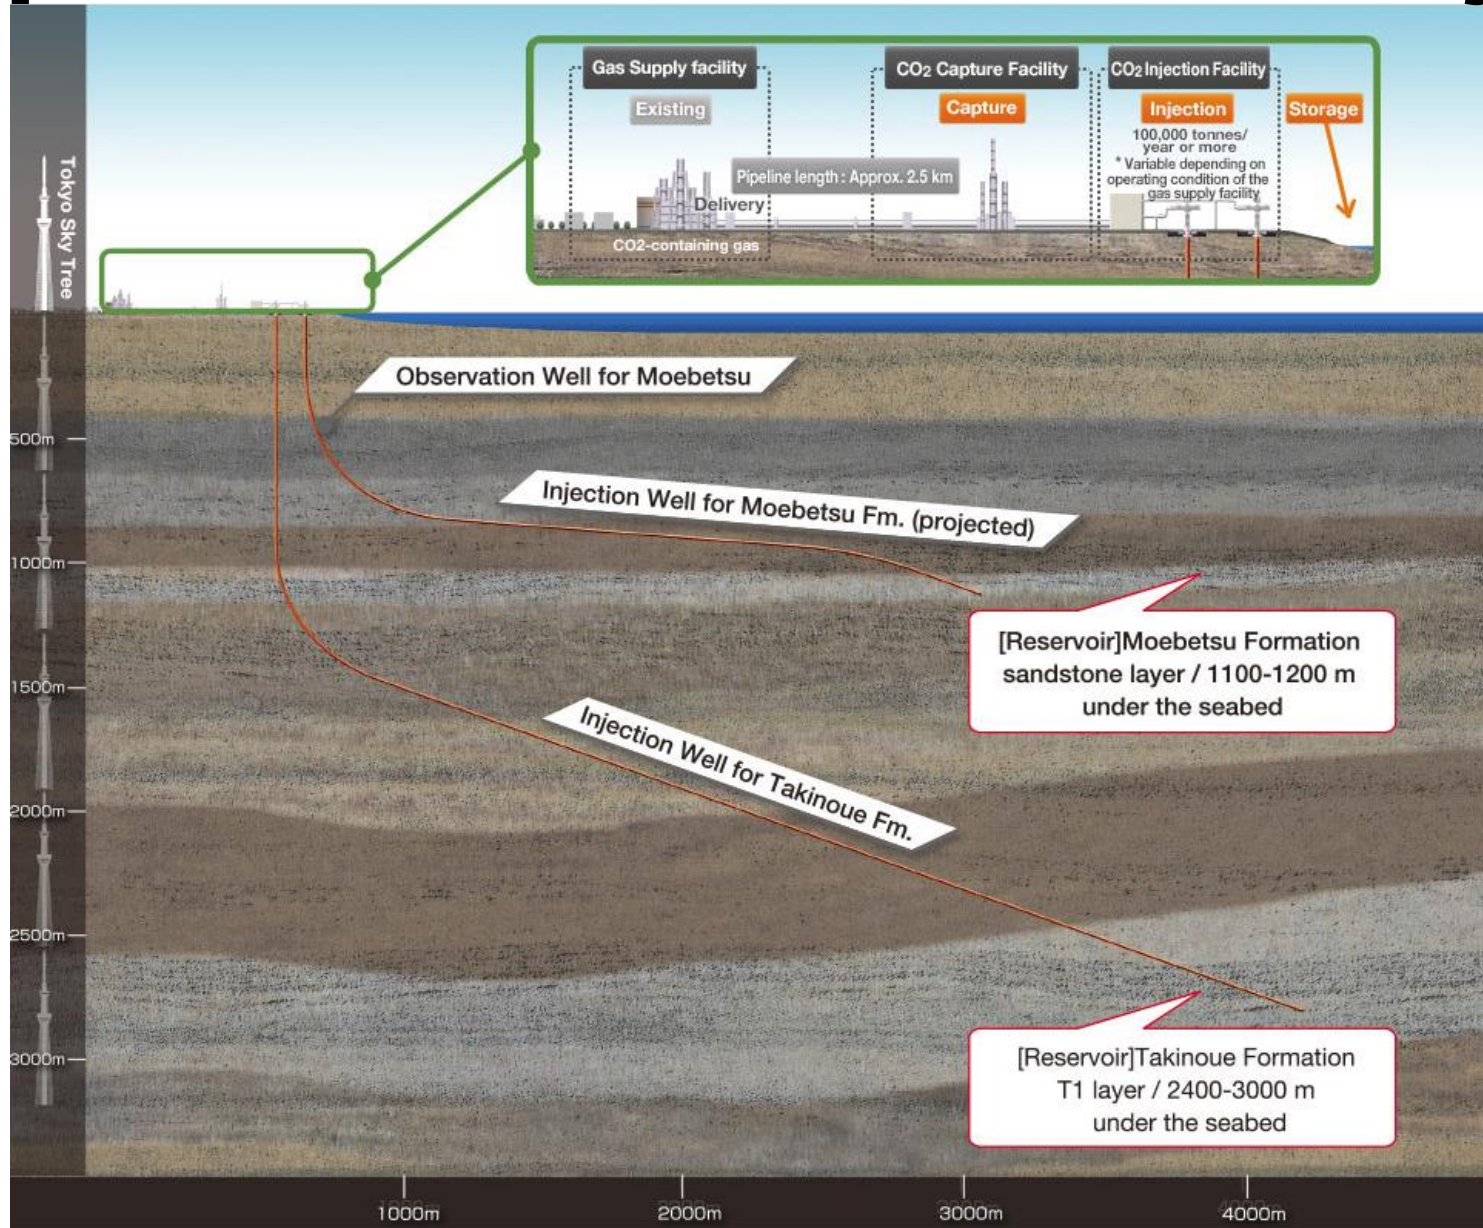 Gas Supply facility
Existing
CO2 Capture Facility
Capture
CO2 Injection Facility
Injection
Storage
100,000 tonnes/
year or more
* Variable depending on
operating condition of the
gas supply facility
Pipeline length : Approx. 2.5 km
Delivery
CO2-containing gas
Tokyo Sky Tree
Observation Well for Moebetsu
500m
Injection Well for Moebetsu Fm. (projected)
1000m
[Reservoir]Moebetsu Formation
sandstone layer / 1100-1200 m
under the seabed
1500m
Injection Well for Takinoue Fm.
2000m
2500m
3000m
[Reservoir]Takinoue Formation
T1 layer / 2400-3000 m
under the seabed
1000m
2000m
3000m
4000m